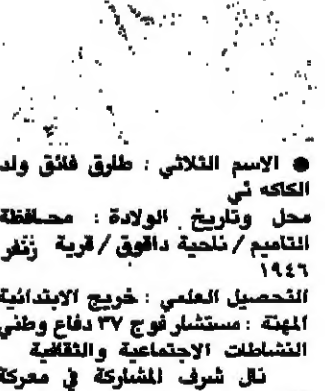 ● الاسم الثلاثي : طارق فائق ولد
الكاكه ئي
محل وتاريخ الولادة : محافظة
التاميم / ناحية داقوق / قرية زنقر
١٩٤٦
التحصيل العلمي : خريج الابتدائية
المهنة : مستشار فوج ٣٧ دفاع وطني
النشاطات الاجتماعية والثقافية
نال شرف المشاركة في معركة